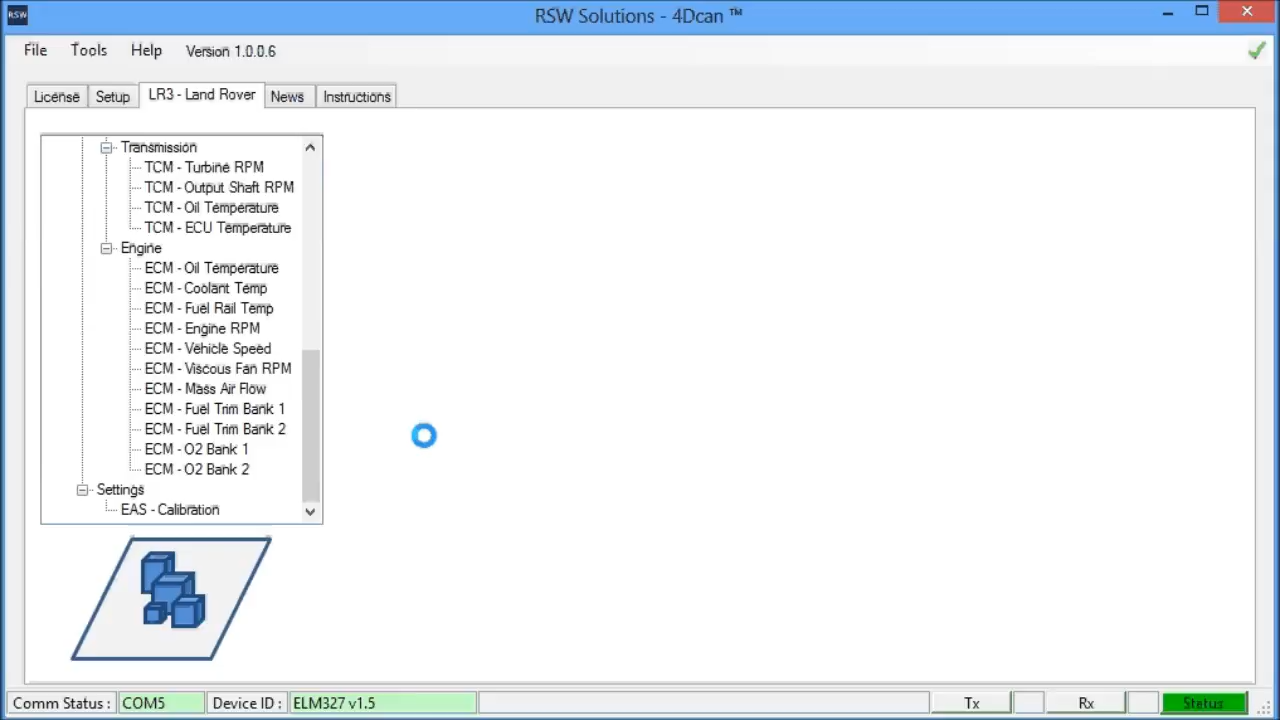 RSW RSW Solutions - 4Dcan ™
File Tools Help Version 1.0.0.6
License Setup LR3 - Land Rover News Instructions
Transmission
TCM - Turbine RPM
TCM - Output Shaft RPM
TCM - Oil Temperature
TCM - ECU Temperature
Engine
ECM - Oil Temperature
ECM - Coolant Temp
ECM - Fuel Rail Temp
ECM - Engine RPM
ECM - Vehicle Speed
ECM - Viscous Fan RPM
ECM - Mass Air Flow
ECM - Fuel Trim Bank 1
ECM - Fuel Trim Bank 2
ECM - O2 Bank 1
ECM - O2 Bank 2
Settings
EAS - Calibration
Comm Status : COM5 Device ID : ELM327 v1.5 Tx Rx Status